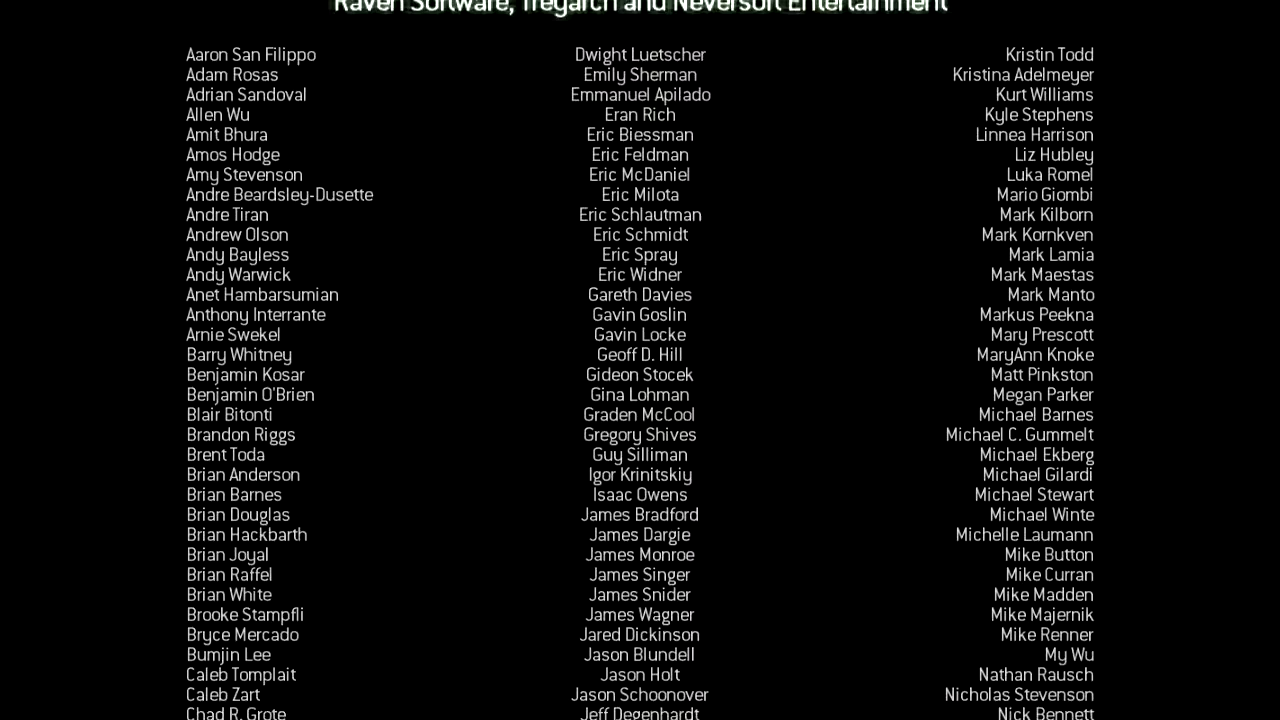 Raven Software, Treyarch and Neversoft Entertainment
Aaron San Filippo Dwight Luetscher Kristin Todd
Adam Rosas Emily Sherman Kristina Adelmeyer
Adrian Sandoval Emmanuel Apilado Kurt Williams
Allen Wu Eran Rich Kyle Stephens
Amit Bhura Eric Biessman Linnea Harrison
Amos Hodge Eric Feldman Liz Hubley
Amy Stevenson Eric McDaniel Luka Romel
Andre Beardsley-Dusette Eric Milota Mario Giombi
Andre Tiran Eric Schlautman Mark Kilborn
Andrew Olson Eric Schmidt Mark Kornkven
Andy Bayless Eric Spray Mark Lamia
Andy Warwick Eric Widner Mark Maestas
Anet Hambarsumian Gareth Davies Mark Manto
Anthony Interrante Gavin Goslin Markus Peekna
Arnie Swekel Gavin Locke Mary Prescott
Barry Whitney Geoff D. Hill MaryAnn Knoke
Benjamin Kosar Gideon Stocek Matt Pinkston
Benjamin O'Brien Gina Lohman Megan Parker
Blair Bitonti Graden McCool Michael Barnes
Brandon Riggs Gregory Shives Michael C. Gummelt
Brent Toda Guy Silliman Michael Ekberg
Brian Anderson Igor Krinitskiy Michael Gilardi
Brian Barnes Isaac Owens Michael Stewart
Brian Douglas James Bradford Michael Winte
Brian Hackbarth James Dargie Michelle Laumann
Brian Joyal James Monroe Mike Button
Brian Raffel James Singer Mike Curran
Brian White James Snider Mike Madden
Brooke Stampfli James Wagner Mike Majernik
Bryce Mercado Jared Dickinson Mike Renner
Bumjin Lee Jason Blundell My Wu
Caleb Tomplait Jason Holt Nathan Rausch
Caleb Zart Jason Schoonover Nicholas Stevenson
Chad R. Grote Jeff Degenhardt Nick Bennett